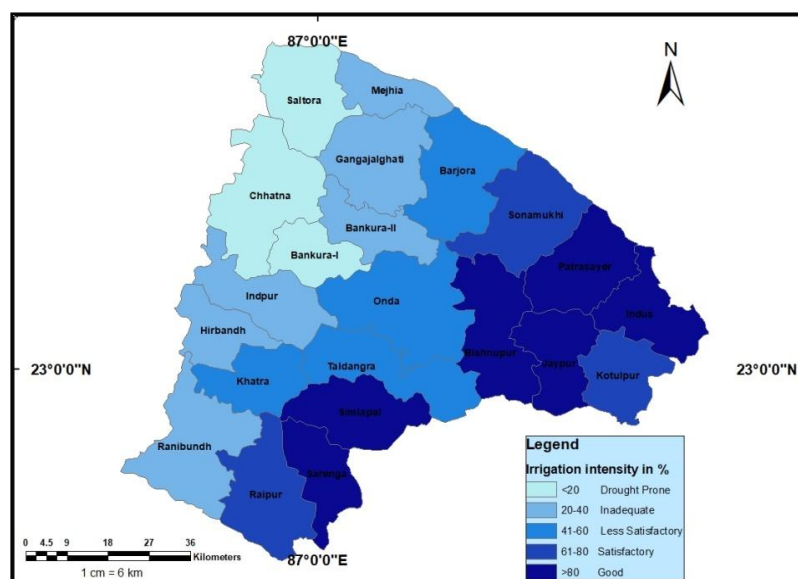 87°0'0"E
N
Mejhia
Saltora
Gangajalghati
Barjora
Chhatna
Sonamukhi
Bankura-II
Bankura-I
Patrasayer
Indpur
Onda
Indus
Hirbandh
Bishnupur
Jaypur
23°0'0"N
Taldangra
23°0'0"N
Khatra
Kotulpur
Simlapal
Ranibundh
Sarenga
Raipur
Legend
Irrigation intensity in %
<20 Drought Prone
20-40 Inadequate
41-60 Less Satisfactory
61-80 Satisfactory
>80 Good
0 4.5 9 18 27 36
Kilometers
1 cm = 6 km
87°0'0"E